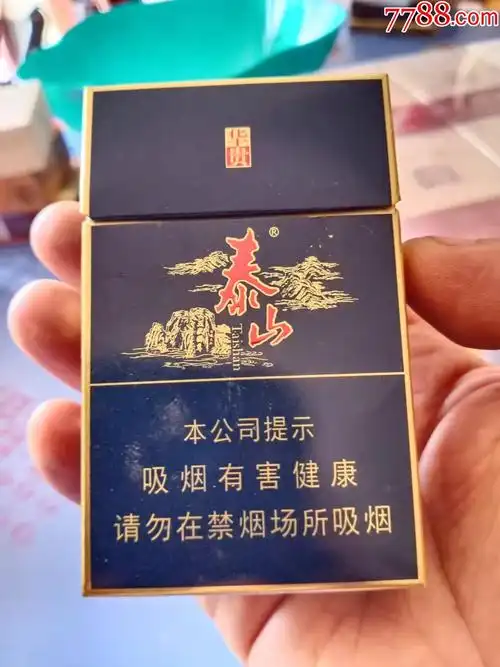 7788.com
华贵
泰山®
Taishan
本公司提示
吸烟有害健康
请勿在禁烟场所吸烟